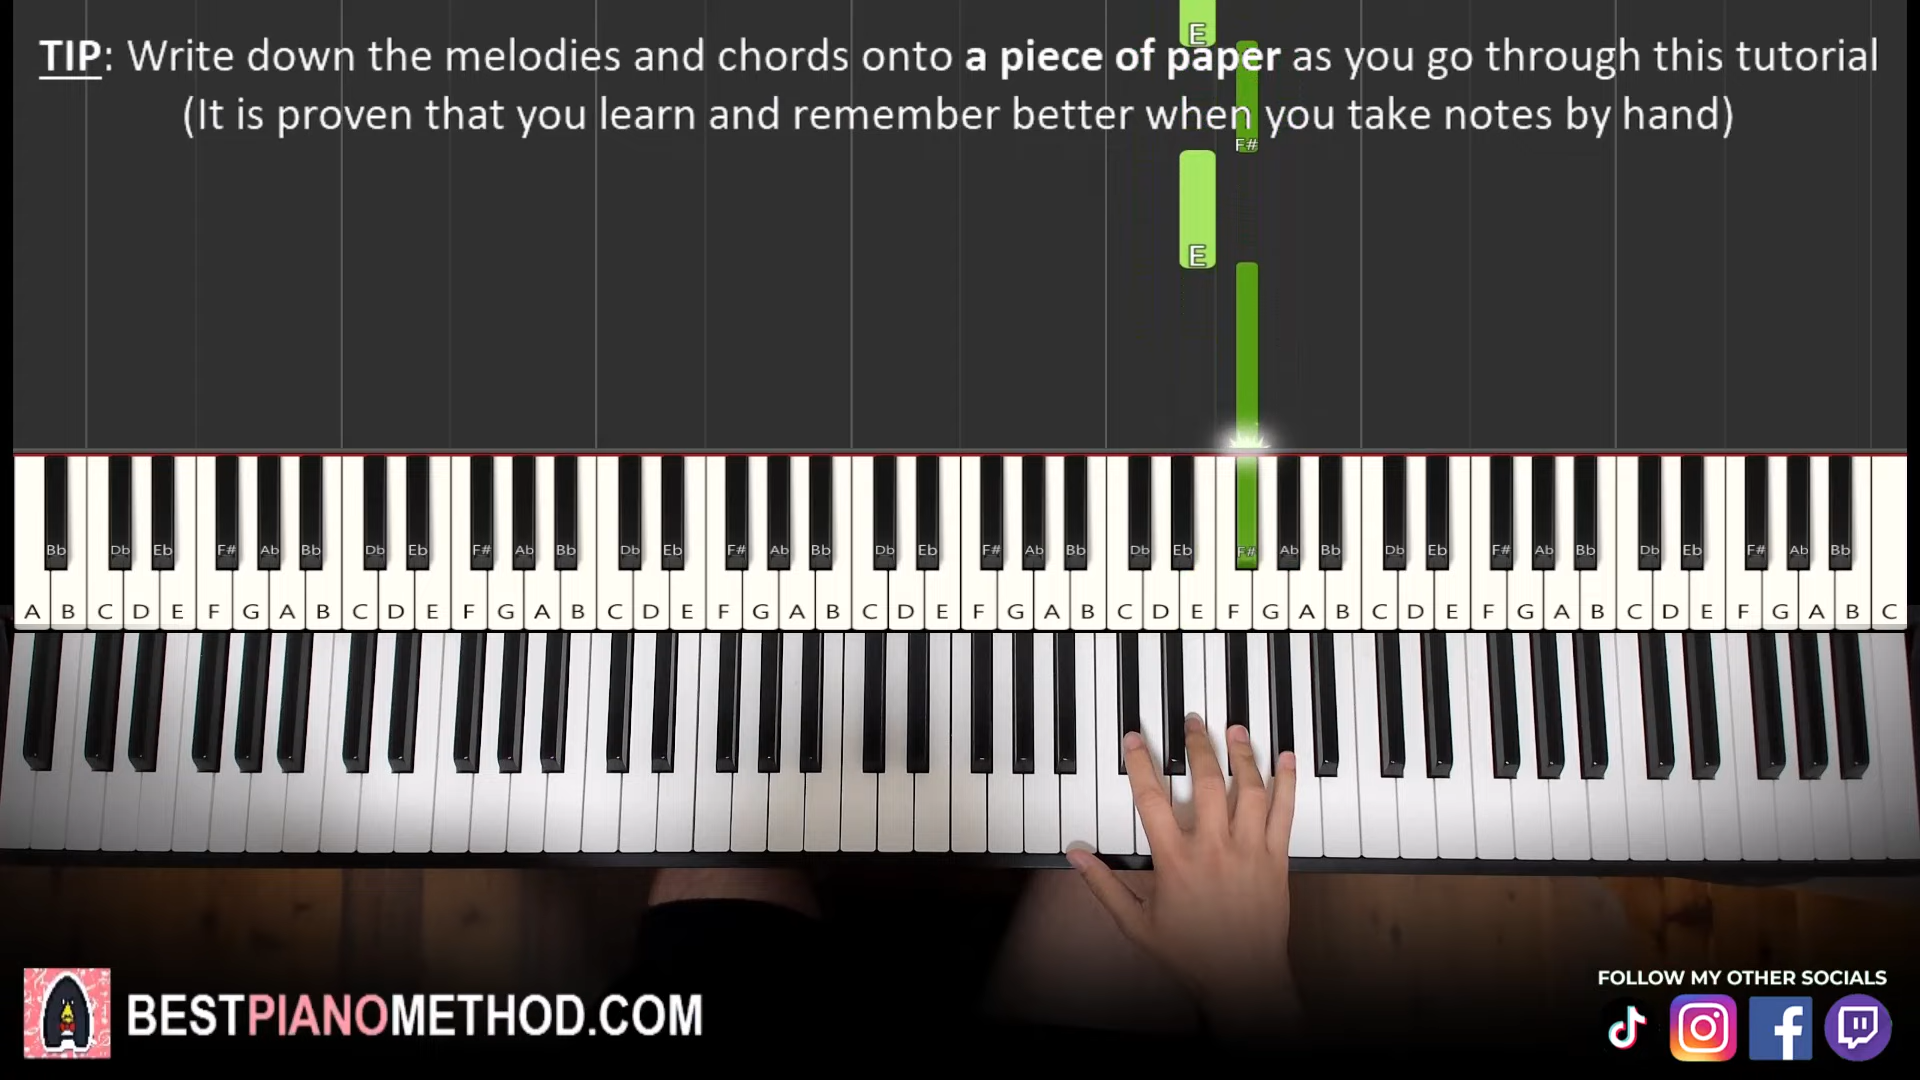 TIP: Write down the melodies and chords onto a piece of paper as you go through this tutorial
(It is proven that you learn and remember better when you take notes by hand)
E
F#
E
Bb Db Eb F# Ab Bb Db Eb F# Ab Bb Db Eb F# Ab Bb Db Eb F# Ab Bb Db Eb F# Ab Bb Db Eb F# Ab Bb Db Eb F# Ab Bb
A B C D E F G A B C D E F G A B C D E F G A B C D E F G A B C D E F G A B C D E F G A B C D E F G A B C
FOLLOW MY OTHER SOCIALS
BESTPIANOMETHOD.COM